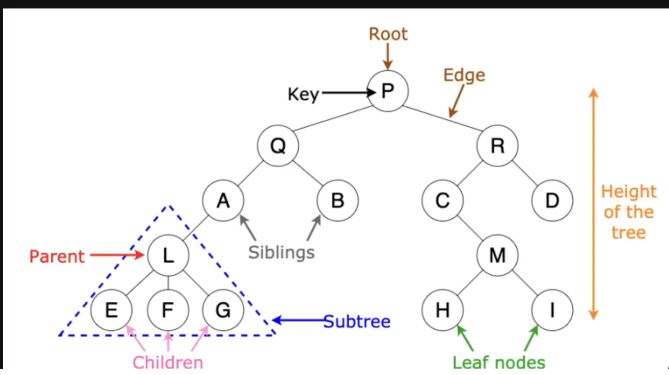 Root
Edge
Key
P
Q
R
A
B
C
D
Siblings
Height
of the
tree
Parent
L
M
E
F
G
H
I
Subtree
Children
Leaf nodes